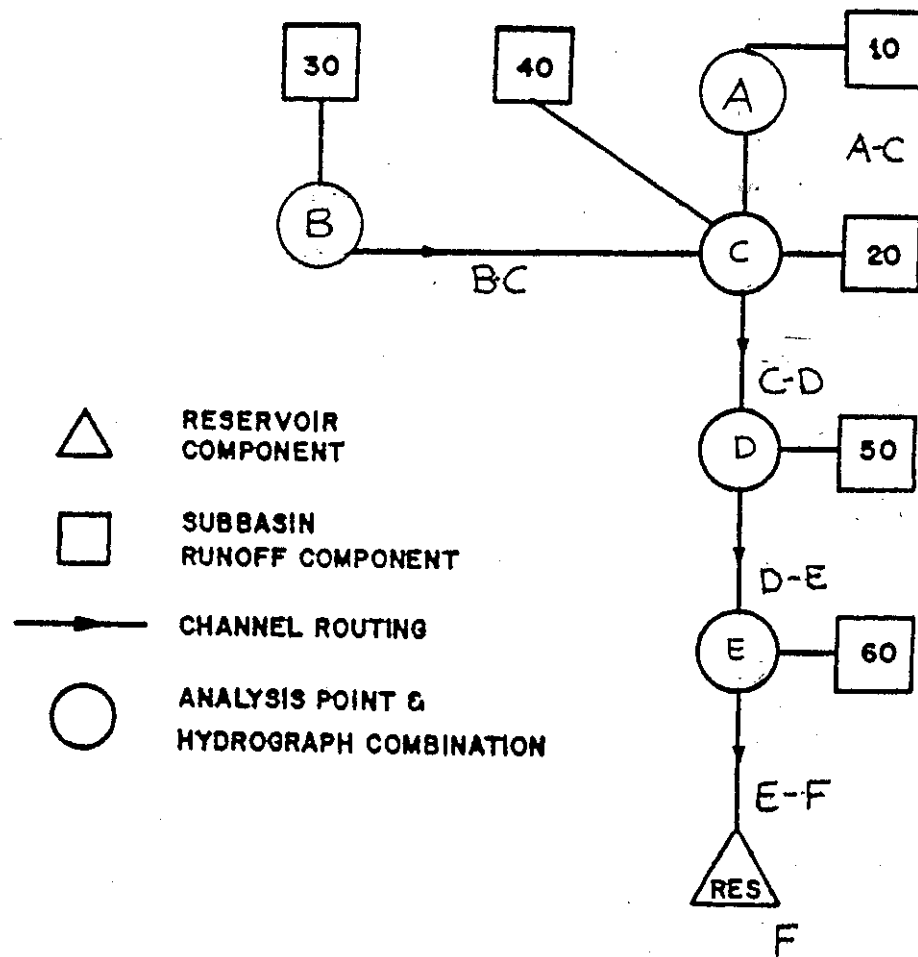 30
40
10
A
A-C
B
C
20
B-C
C-D
RESERVOIR
COMPONENT
D
50
SUBBASIN
RUNOFF COMPONENT
D-E
CHANNEL ROUTING
E
60
ANALYSIS POINT &
HYDROGRAPH COMBINATION
E-F
RES
F